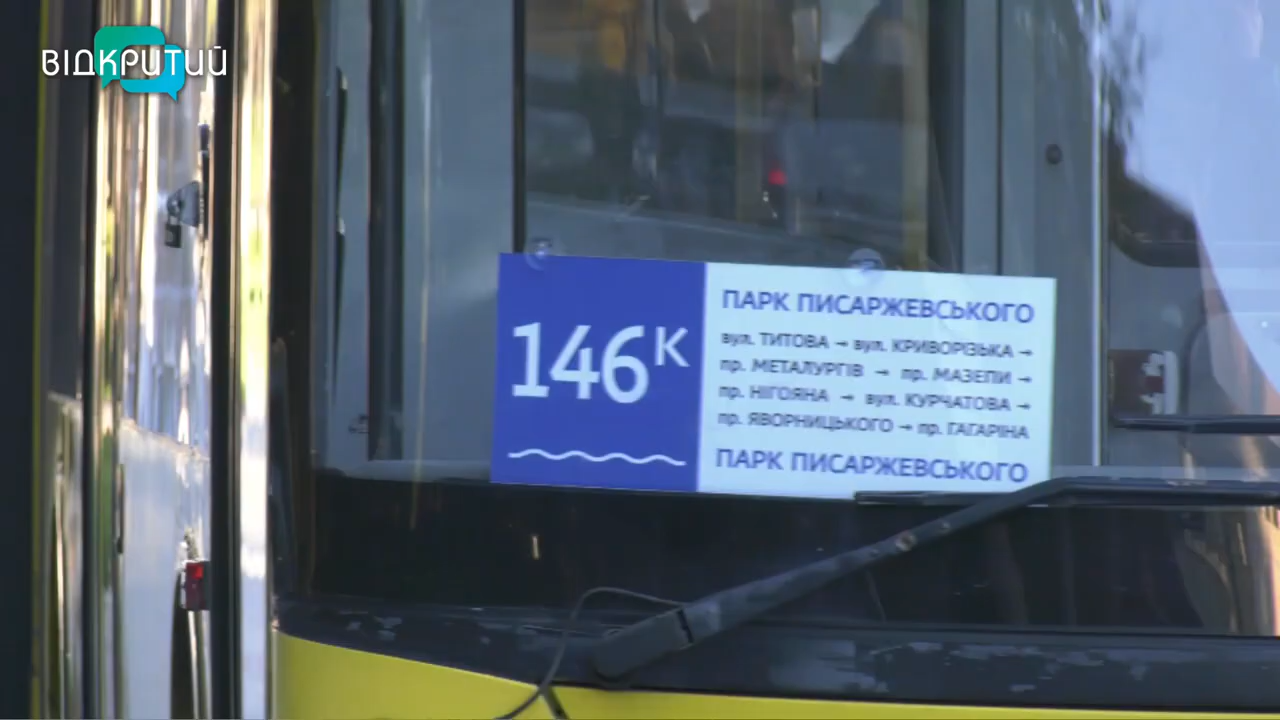 ВІДКРИТИЙ
146К
ПАРК ПИСАРЖЕВСЬКОГО
вул. ТИТОВА → вул. КРИВОРІЗЬКА →
пр. МЕТАЛУРГІВ → пр. МАЗЕПИ →
пр. НІГОЯНА → вул. КУРЧАТОВА →
пр. ЯВОРНИЦЬКОГО → пр. ГАГАРІНА
ПАРК ПИСАРЖЕВСЬКОГО